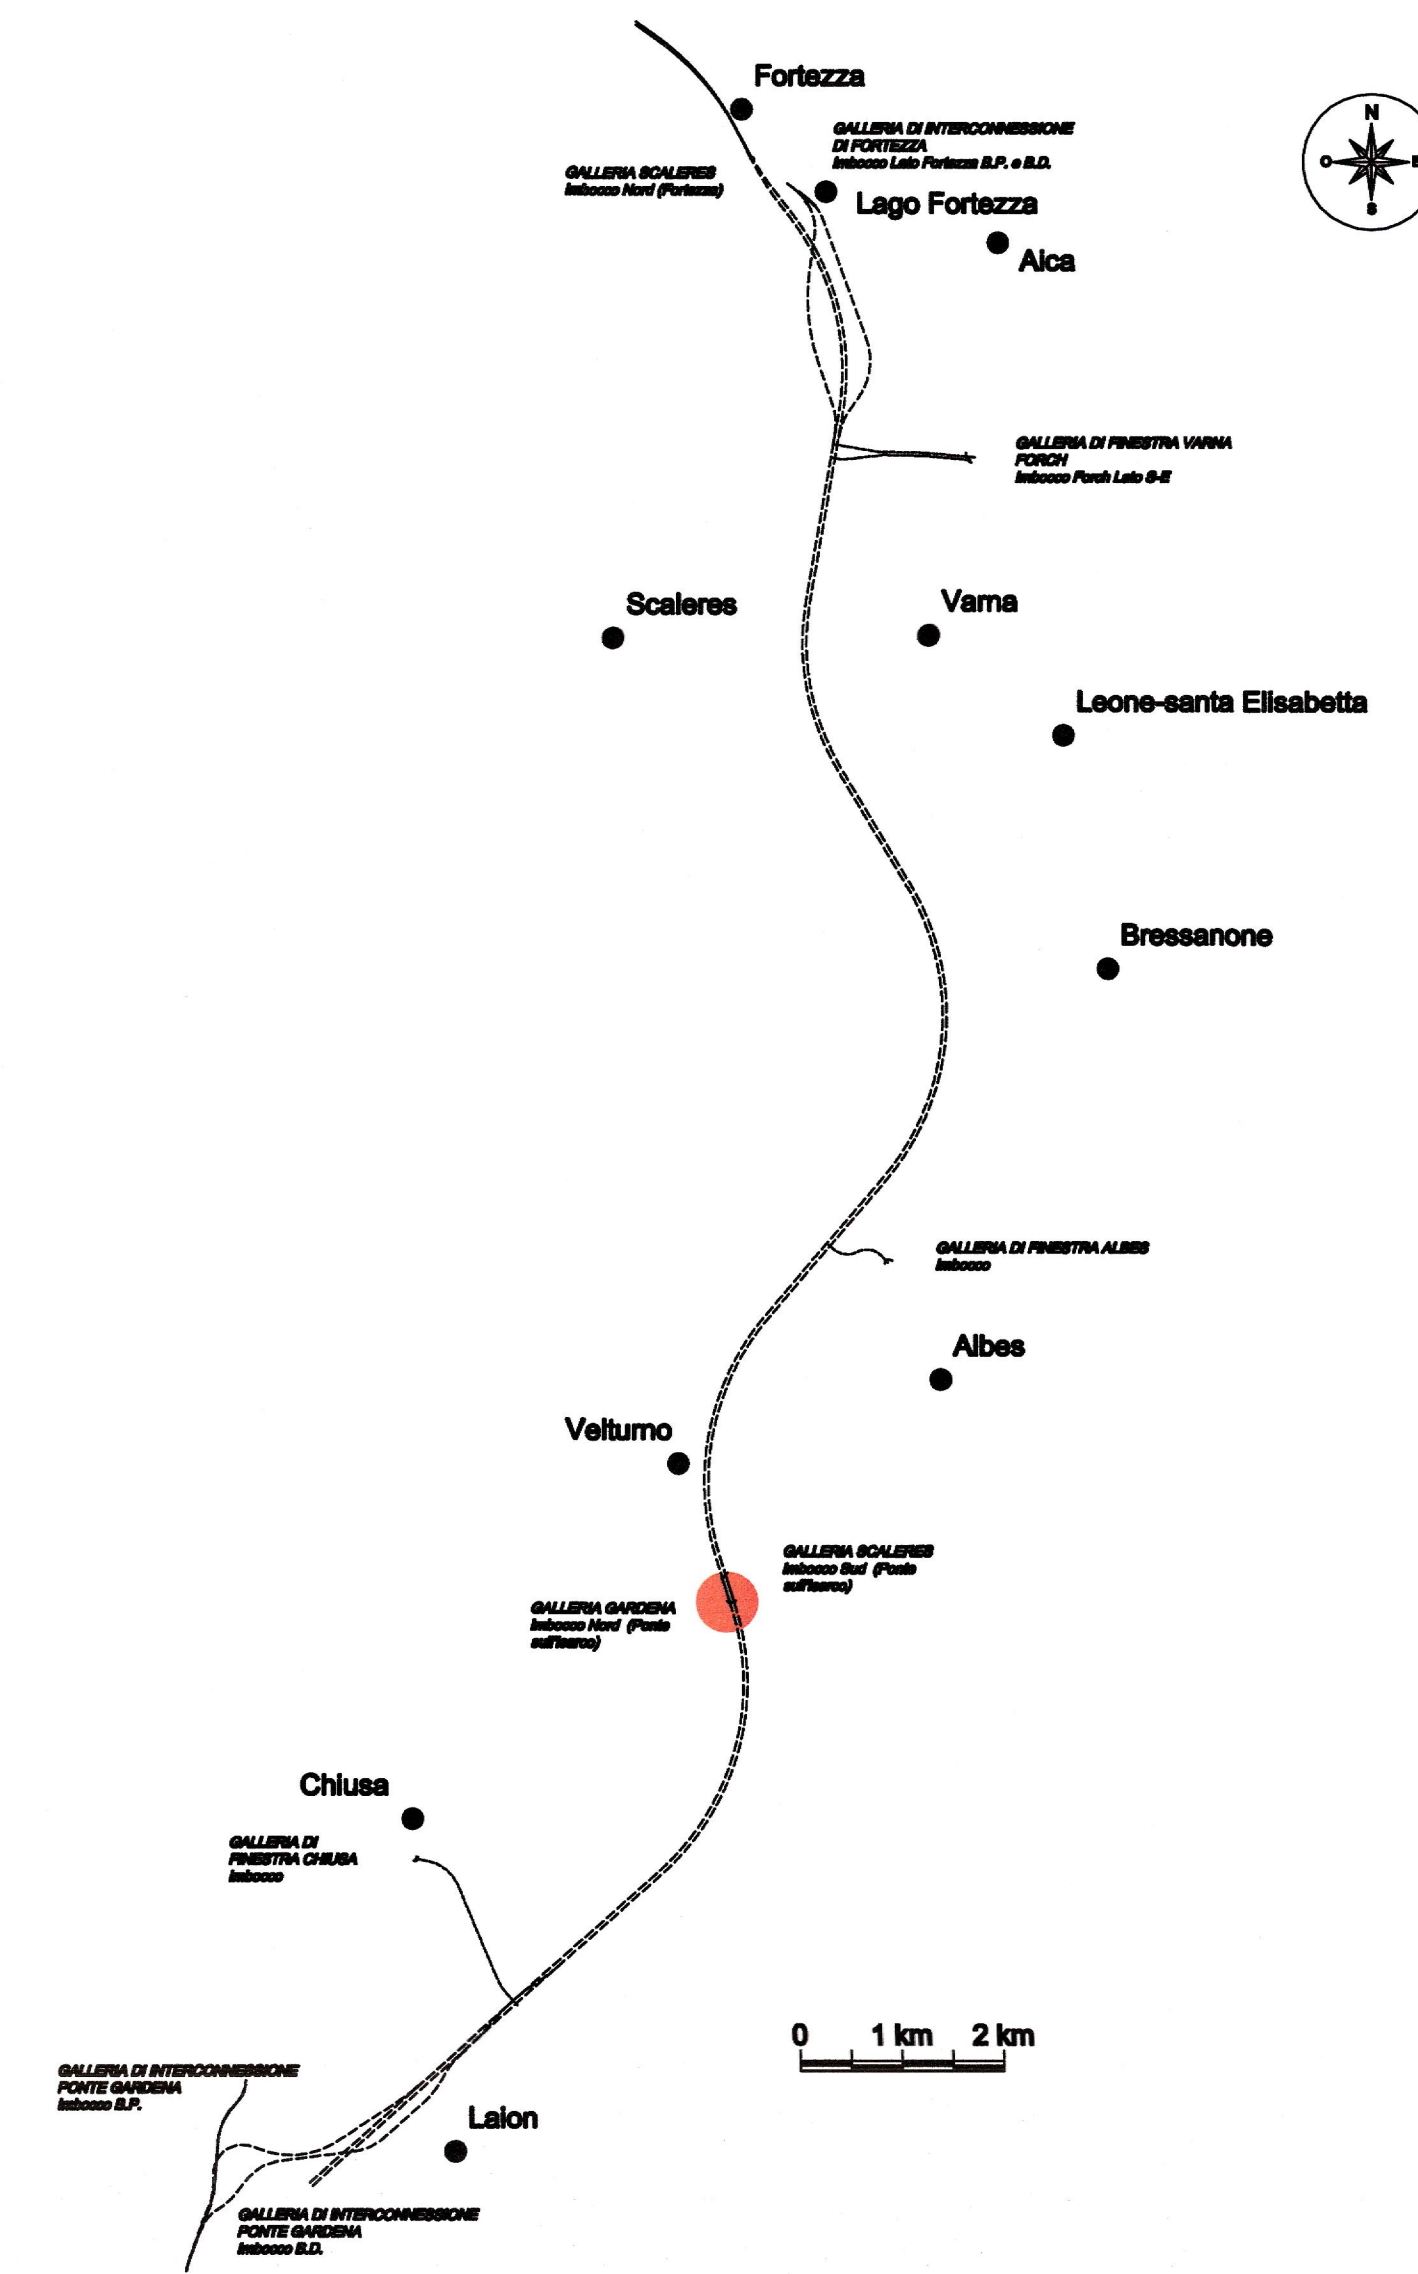 Fortezza
N
O
E
S
GALLERIA DI INTERCONNESSIONE
DI FORTEZZA
Imbocco Lato Fortezza B.P. e B.D.
GALLERIA SCALERES
Imbocco Nord (Fortezza)
Lago Fortezza
Aica
GALLERIA DI FINESTRA VARNA
FORCH
Imbocco Forch Lato S-E
Scaleres
Varna
Leone-santa Elisabetta
Bressanone
GALLERIA DI FINESTRA ALBES
Imbocco
Albes
Velturno
GALLERIA SCALERES
Imbocco Sud (Ponte
sull'Isarco)
GALLERIA GARDENA
Imbocco Nord (Ponte
sull'Isarco)
Chiusa
GALLERIA DI
FINESTRA CHIUSA
Imbocco
0 1 km 2 km
GALLERIA DI INTERCONNESSIONE
PONTE GARDENA
Imbocco B.P.
Laion
GALLERIA DI INTERCONNESSIONE
PONTE GARDENA
Imbocco B.D.